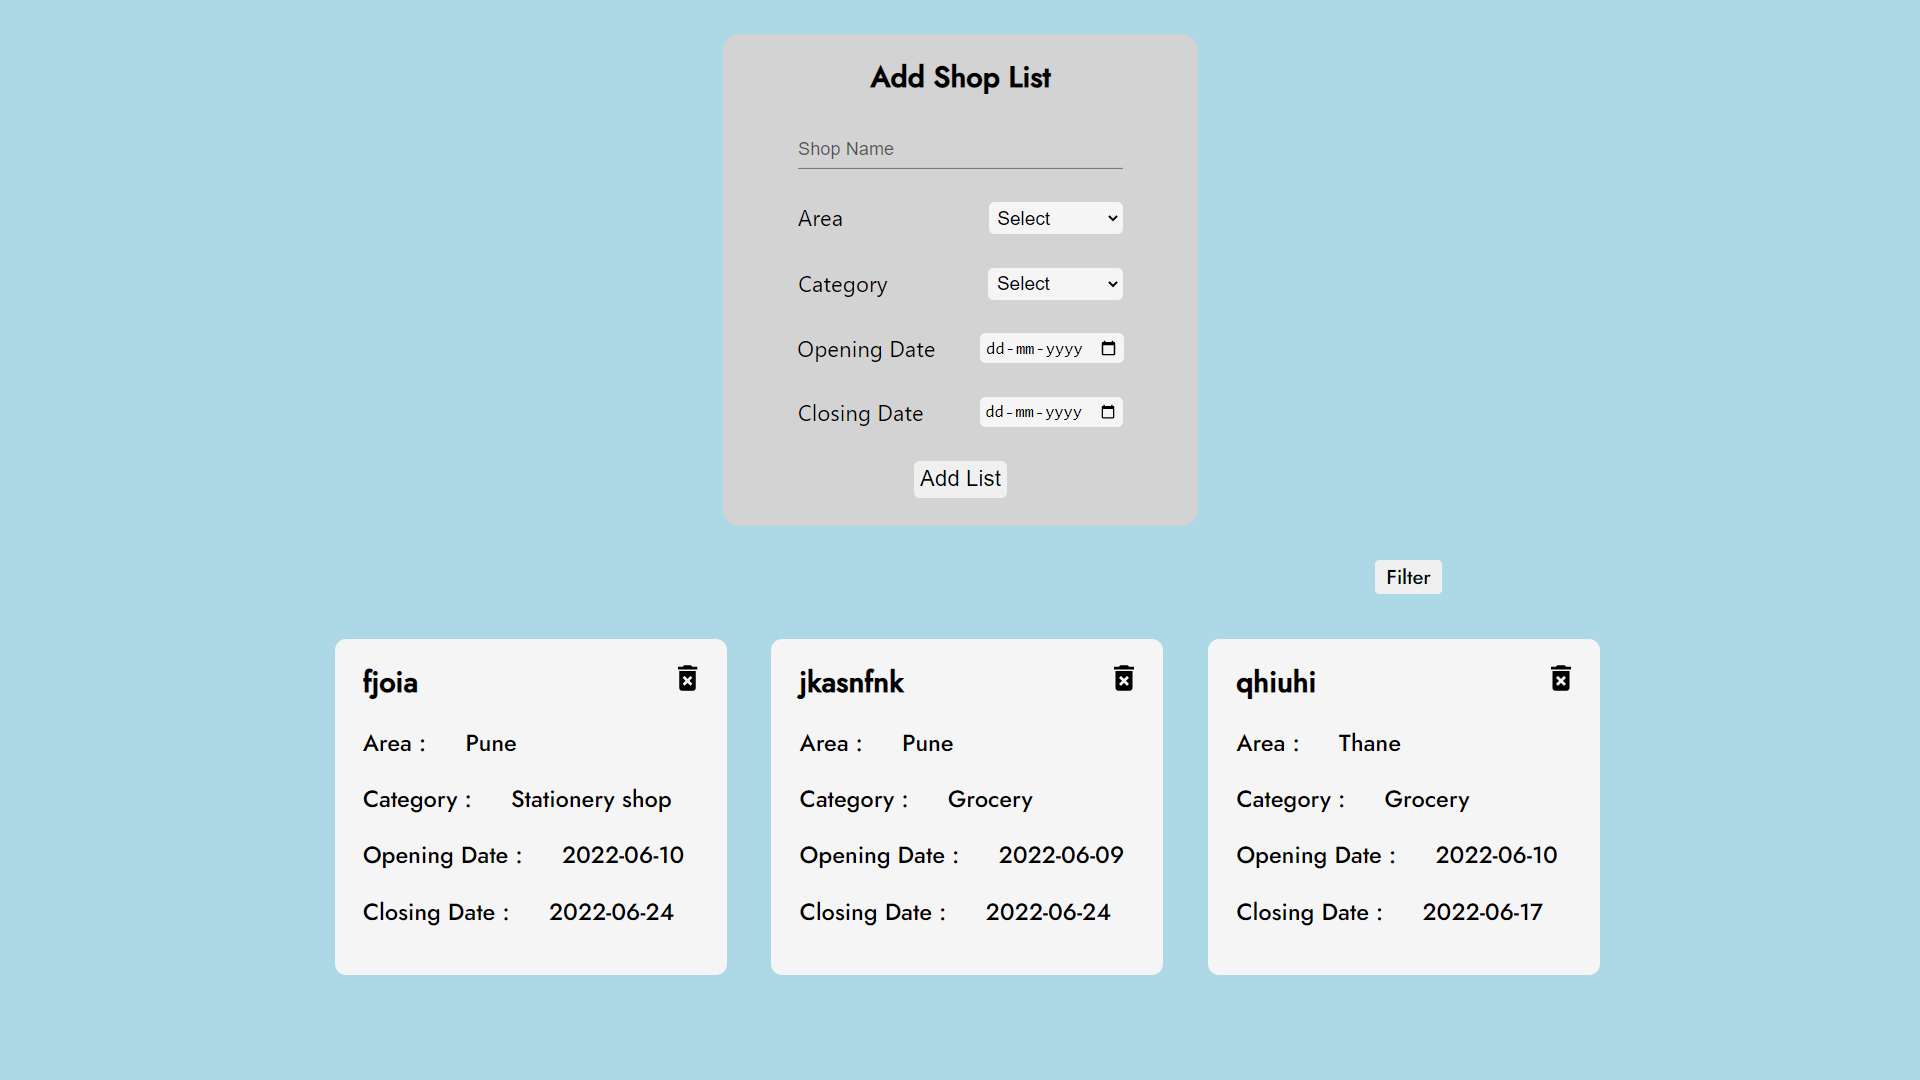 Add Shop List
Shop Name
Area Select
Category Select
Opening Date dd-mm-yyyy
Closing Date dd-mm-yyyy
Add List
Filter
fjoia
Area : Pune
Category : Stationery shop
Opening Date : 2022-06-10
Closing Date : 2022-06-24
jkasnfnk
Area : Pune
Category : Grocery
Opening Date : 2022-06-09
Closing Date : 2022-06-24
qhiuhi
Area : Thane
Category : Grocery
Opening Date : 2022-06-10
Closing Date : 2022-06-17